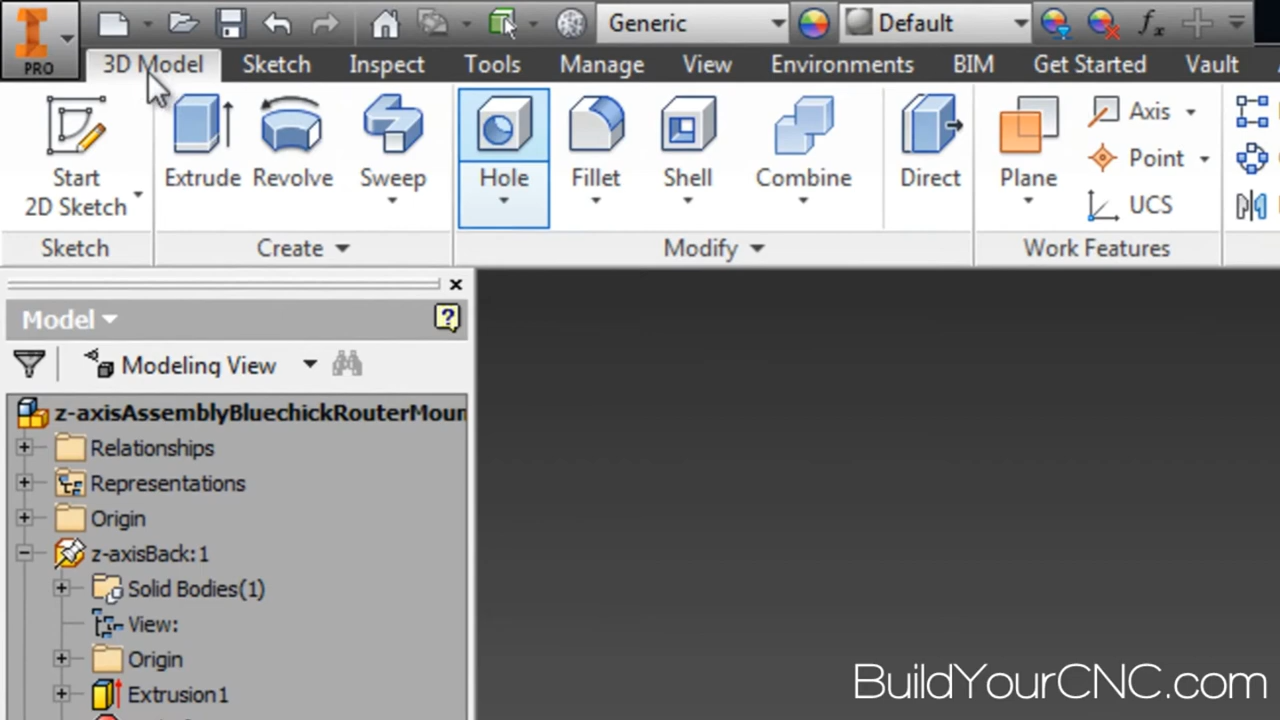 Generic
Default
fx
PRO
3D Model
Sketch
Inspect
Tools
Manage
View
Environments
BIM
Get Started
Vault
Start
2D Sketch
Extrude
Revolve
Sweep
Hole
Fillet
Shell
Combine
Direct
Plane
Axis
Point
UCS
Sketch
Create
Modify
Work Features
Model
Modeling View
z-axisAssemblyBluechickRouterMoun
Relationships
Representations
Origin
z-axisBack:1
Solid Bodies(1)
View:
Origin
Extrusion1
BuildYourCNC.com